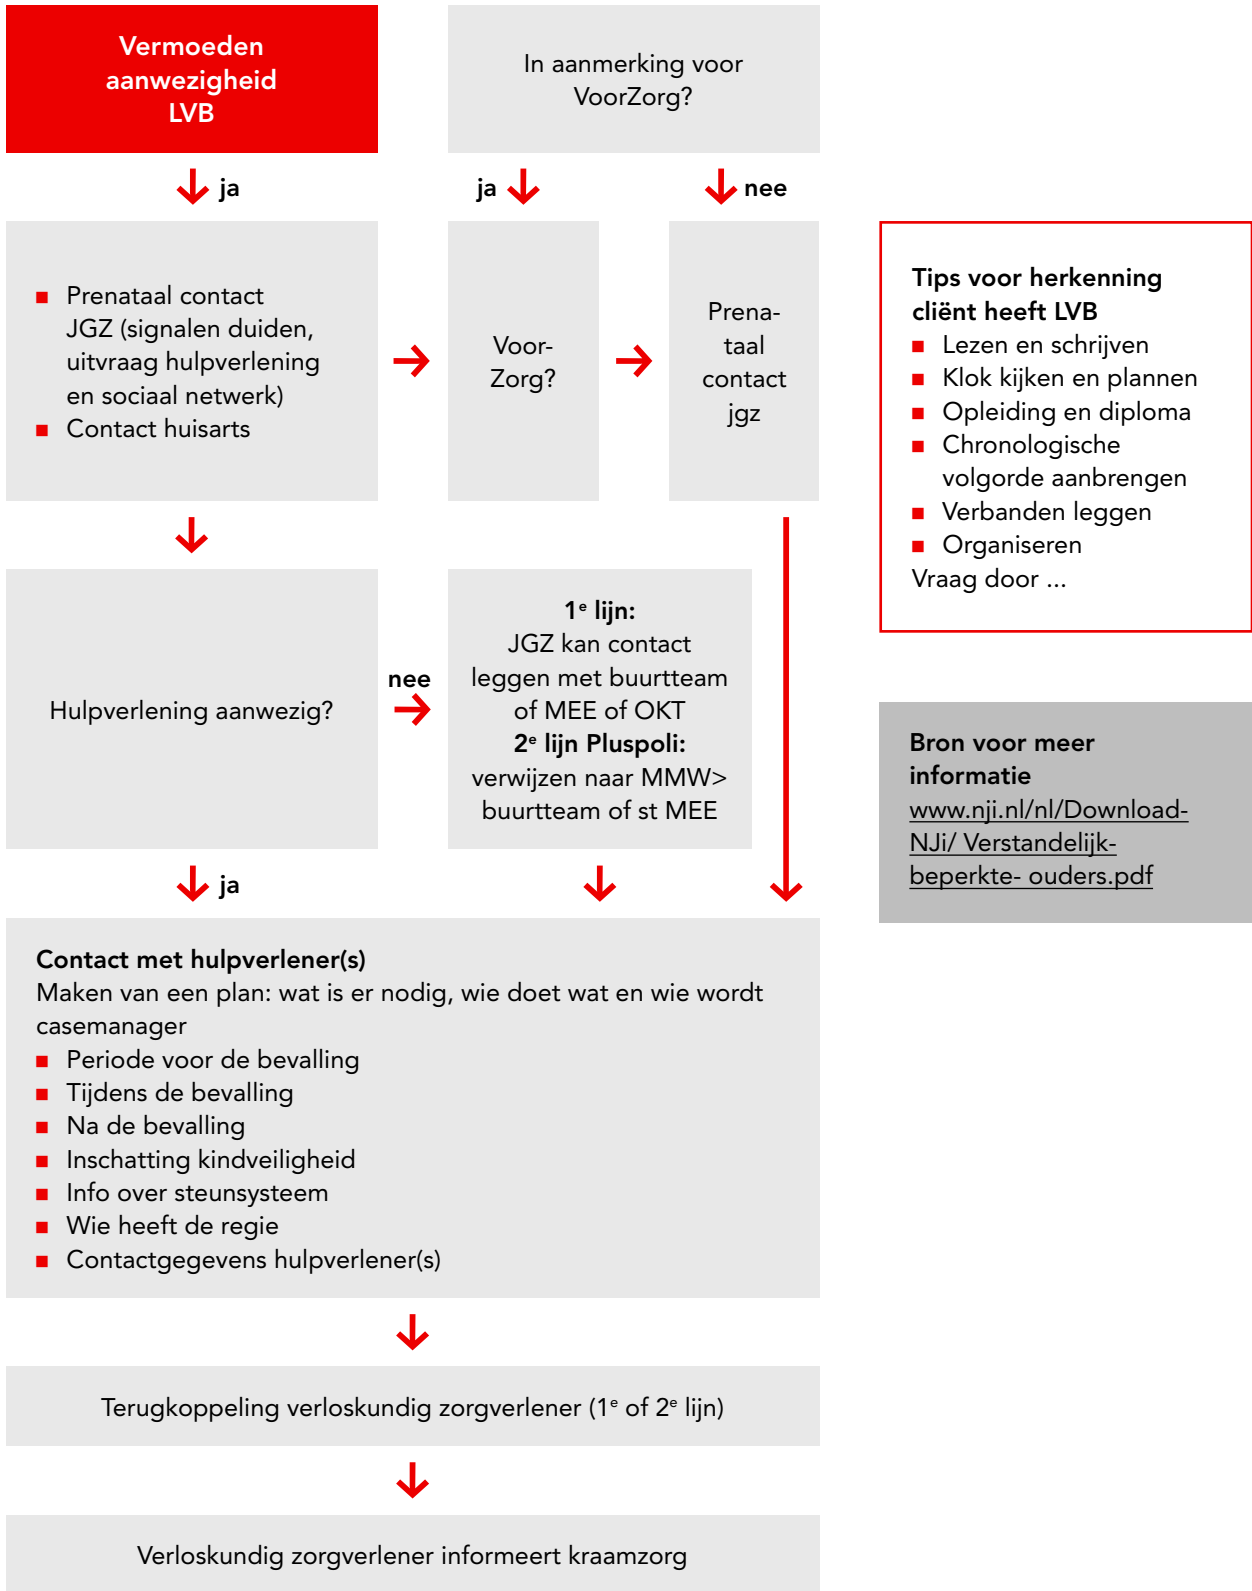 Vermoeden
aanwezigheid
LVB
In aanmerking voor
VoorZorg?
ja
ja
nee
Prenataal contact
JGZ (signalen duiden,
uitvraag hulpverlening
en sociaal netwerk)
Contact huisarts
Voor-
Zorg?
Prena-
taal
contact
jgz
Tips voor herkenning
cliënt heeft LVB
Lezen en schrijven
Klok kijken en plannen
Opleiding en diploma
Chronologische
volgorde aanbrengen
Verbanden leggen
Organiseren
Vraag door ...
Hulpverlening aanwezig?
nee
1e lijn:
JGZ kan contact
leggen met buurtteam
of MEE of OKT
2e lijn Pluspoli:
verwijzen naar MMW>
buurtteam of st MEE
Bron voor meer
informatie
www.nji.nl/nl/Download-
NJi/ Verstandelijk-
beperkte- ouders.pdf
ja
Contact met hulpverlener(s)
Maken van een plan: wat is er nodig, wie doet wat en wie wordt
casemanager
Periode voor de bevalling
Tijdens de bevalling
Na de bevalling
Inschatting kindveiligheid
Info over steunsysteem
Wie heeft de regie
Contactgegevens hulpverlener(s)
Terugkoppeling verloskundig zorgverlener (1e of 2e lijn)
Verloskundig zorgverlener informeert kraamzorg